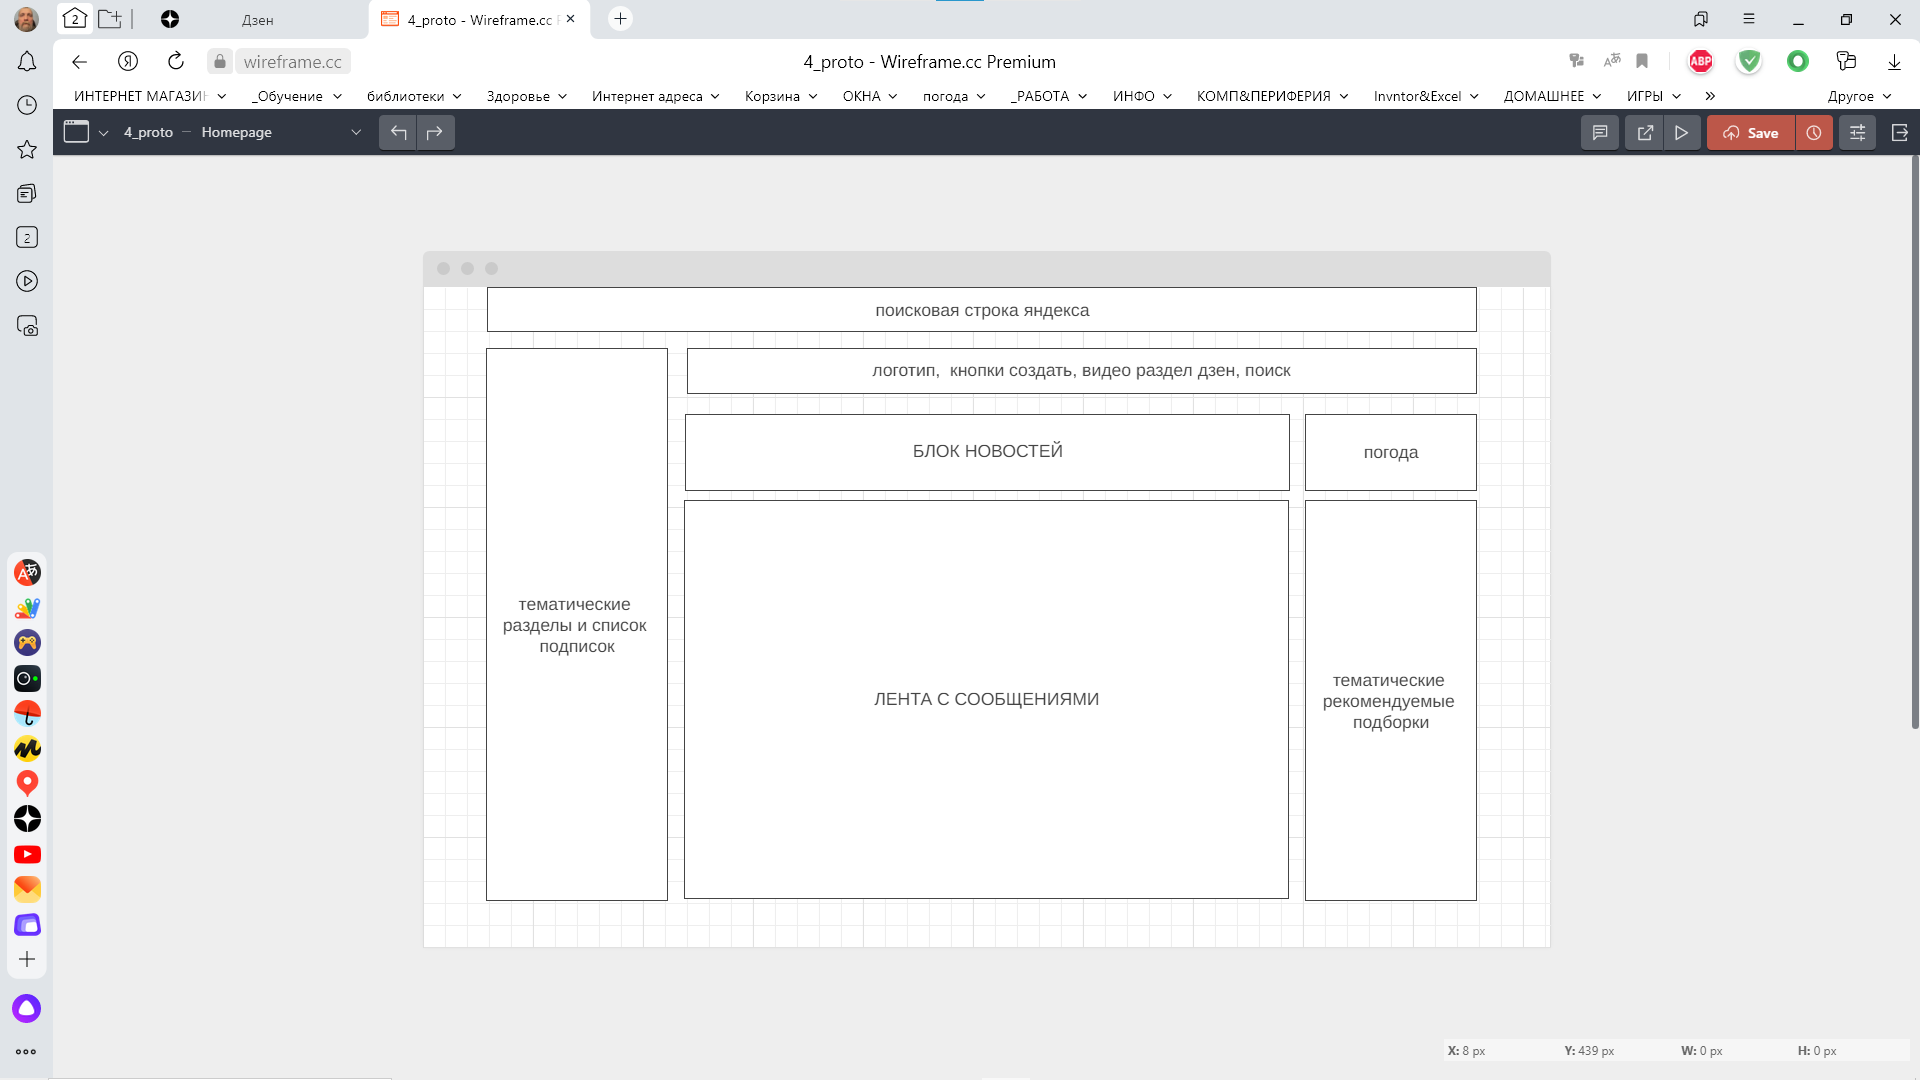 2
Дзен
4_proto - Wireframe.cc
wireframe.cc
4_proto - Wireframe.cc Premium
ABP
ИНТЕРНЕТ МАГАЗИ
_Обучение
библиотеки
Здоровье
Интернет адреса
Корзина
ОКНА
погода
_РАБОТА
ИНФО
КОМП&ПЕРИФЕРИЯ
Invntor&Excel
ДОМАШНЕЕ
ИГРЫ
»
Другое
4_proto – Homepage
Save
2
поисковая строка яндекса
логотип, кнопки создать, видео раздел дзен, поиск
БЛОК НОВОСТЕЙ
погода
тематические
разделы и список
подписок
ЛЕНТА С СООБЩЕНИЯМИ
тематические
рекомендуемые
подборки
X: 8 px
Y: 439 px
W: 0 px
H: 0 px